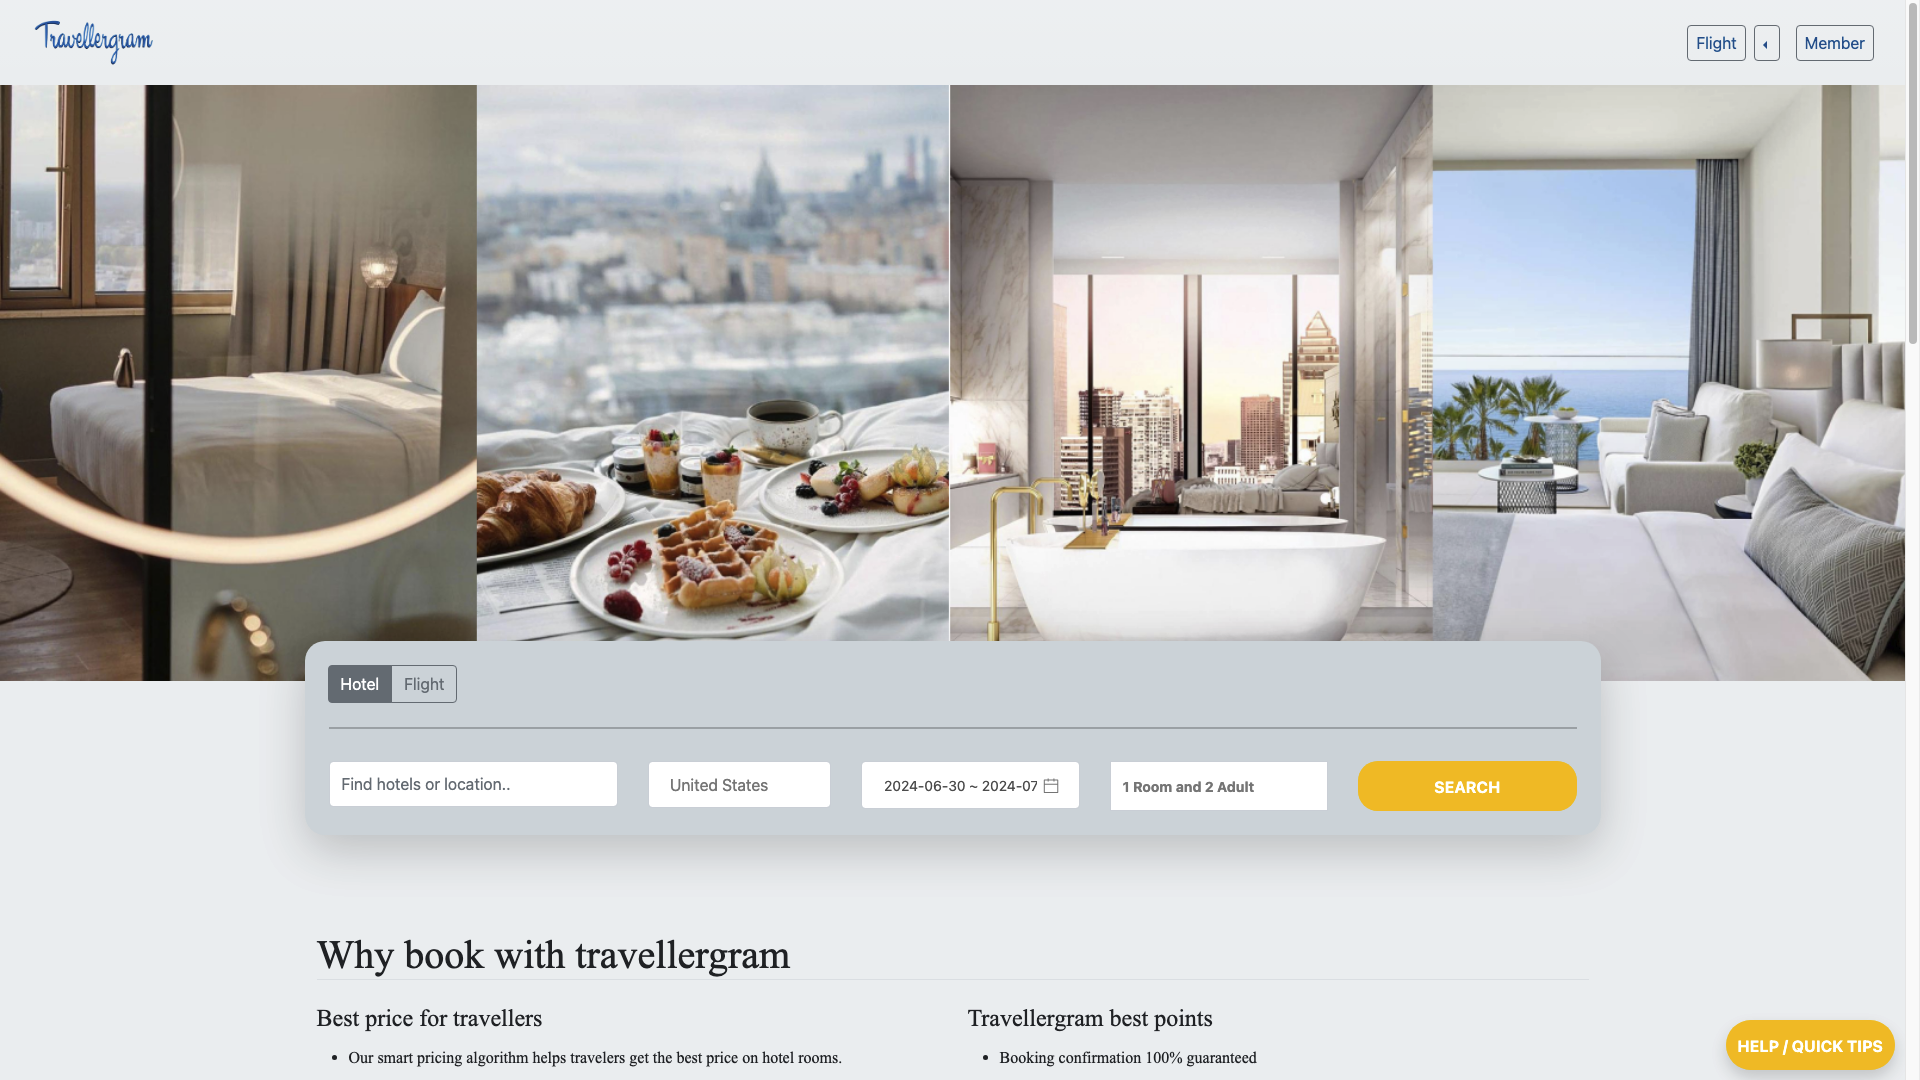 Travellergram
Flight
Member
Hotel
Flight
Find hotels or location..
United States
2024-06-30 ~ 2024-07
1 Room and 2 Adult
SEARCH
Why book with travellergram
Best price for travellers
Our smart pricing algorithm helps travelers get the best price on hotel rooms.
Travellergram best points
Booking confirmation 100% guaranteed
HELP / QUICK TIPS